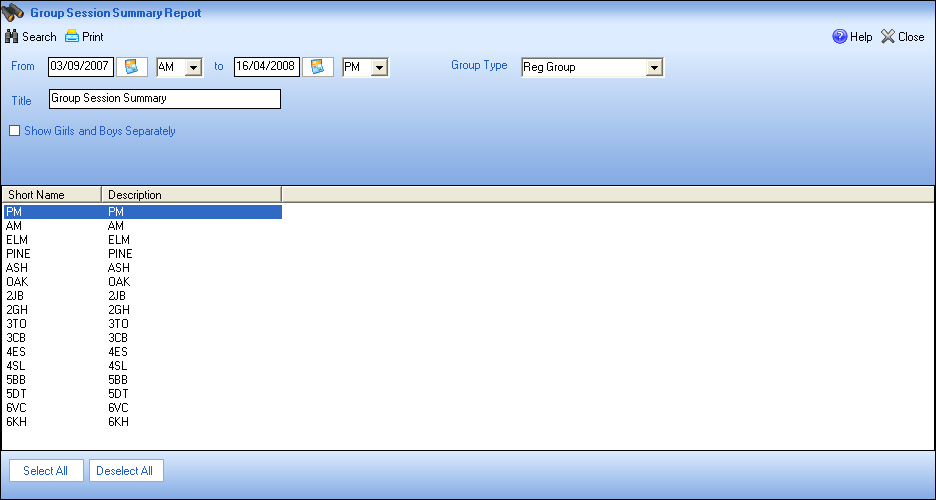 Group Session Summary Report
Search Print Help Close
From 03/09/2007 AM to 16/04/2008 PM Group Type Reg Group
Title Group Session Summary
Show Girls and Boys Separately
Short Name Description
PM PM
AM AM
ELM ELM
PINE PINE
ASH ASH
OAK OAK
2JB 2JB
2GH 2GH
3TO 3TO
3CB 3CB
4ES 4ES
4SL 4SL
5BB 5BB
5DT 5DT
6VC 6VC
6KH 6KH
Select All Deselect All